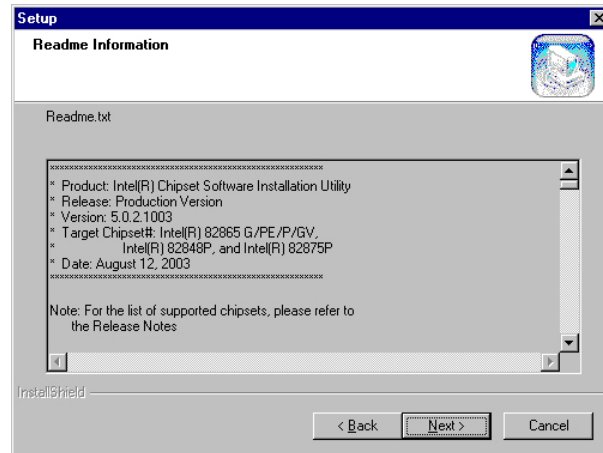 Setup
Readme Information
Readme.txt
******************************************************
* Product: Intel(R) Chipset Software Installation Utility
* Release: Production Version
* Version: 5.0.2.1003
* Target Chipset#: Intel(R) 82865 G/PE/P/GV,
* Intel(R) 82848P, and Intel(R) 82875P
* Date: August 12, 2003
******************************************************
Note: For the list of supported chipsets, please refer to
the Release Notes
InstallShield
< Back Next > Cancel